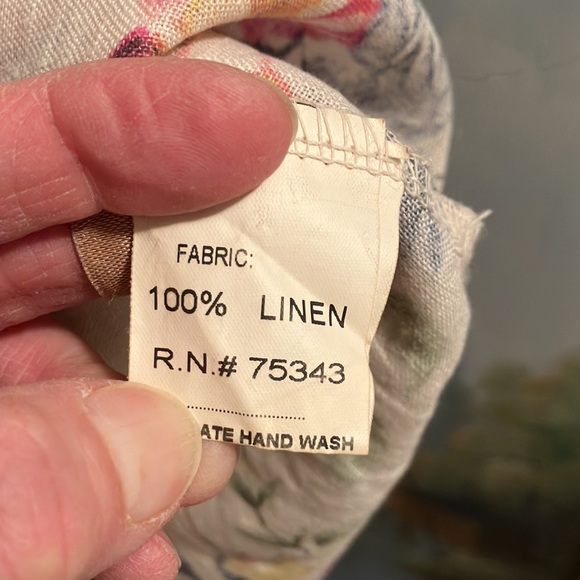 FABRIC:
100% LINEN
R.N.# 75343
ATE HAND WASH